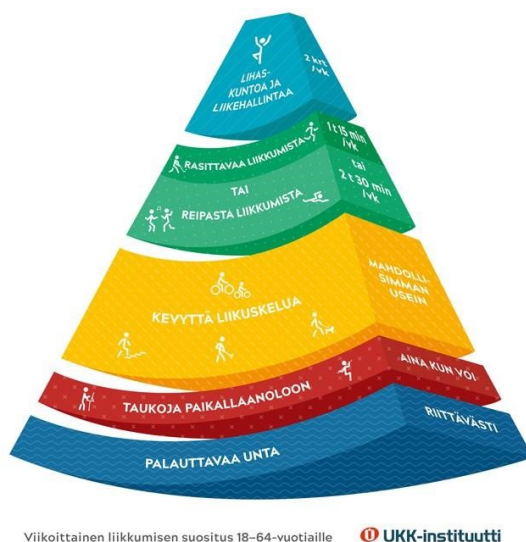 LIHAS-
KUNTOA JA
LIIKEHALLINTAA
2 krt
/vk
RASITTAVAA LIIKKUMISTA
1 t 15 min
/vk
TAI
tai
REIPASTA LIIKKUMISTA
2 t 30 min
/vk
KEVYTTÄ LIIKUSKELUA
MAHDOLLI-
SIMMAN
USEIN
TAUKOJA PAIKALLAANOLOON
AINA KUN VOI
PALAUTTAVAA UNTA
RIITTÄVÄSTI
Viikoittainen liikkumisen suositus 18–64-vuotiaille
UKK-instituutti